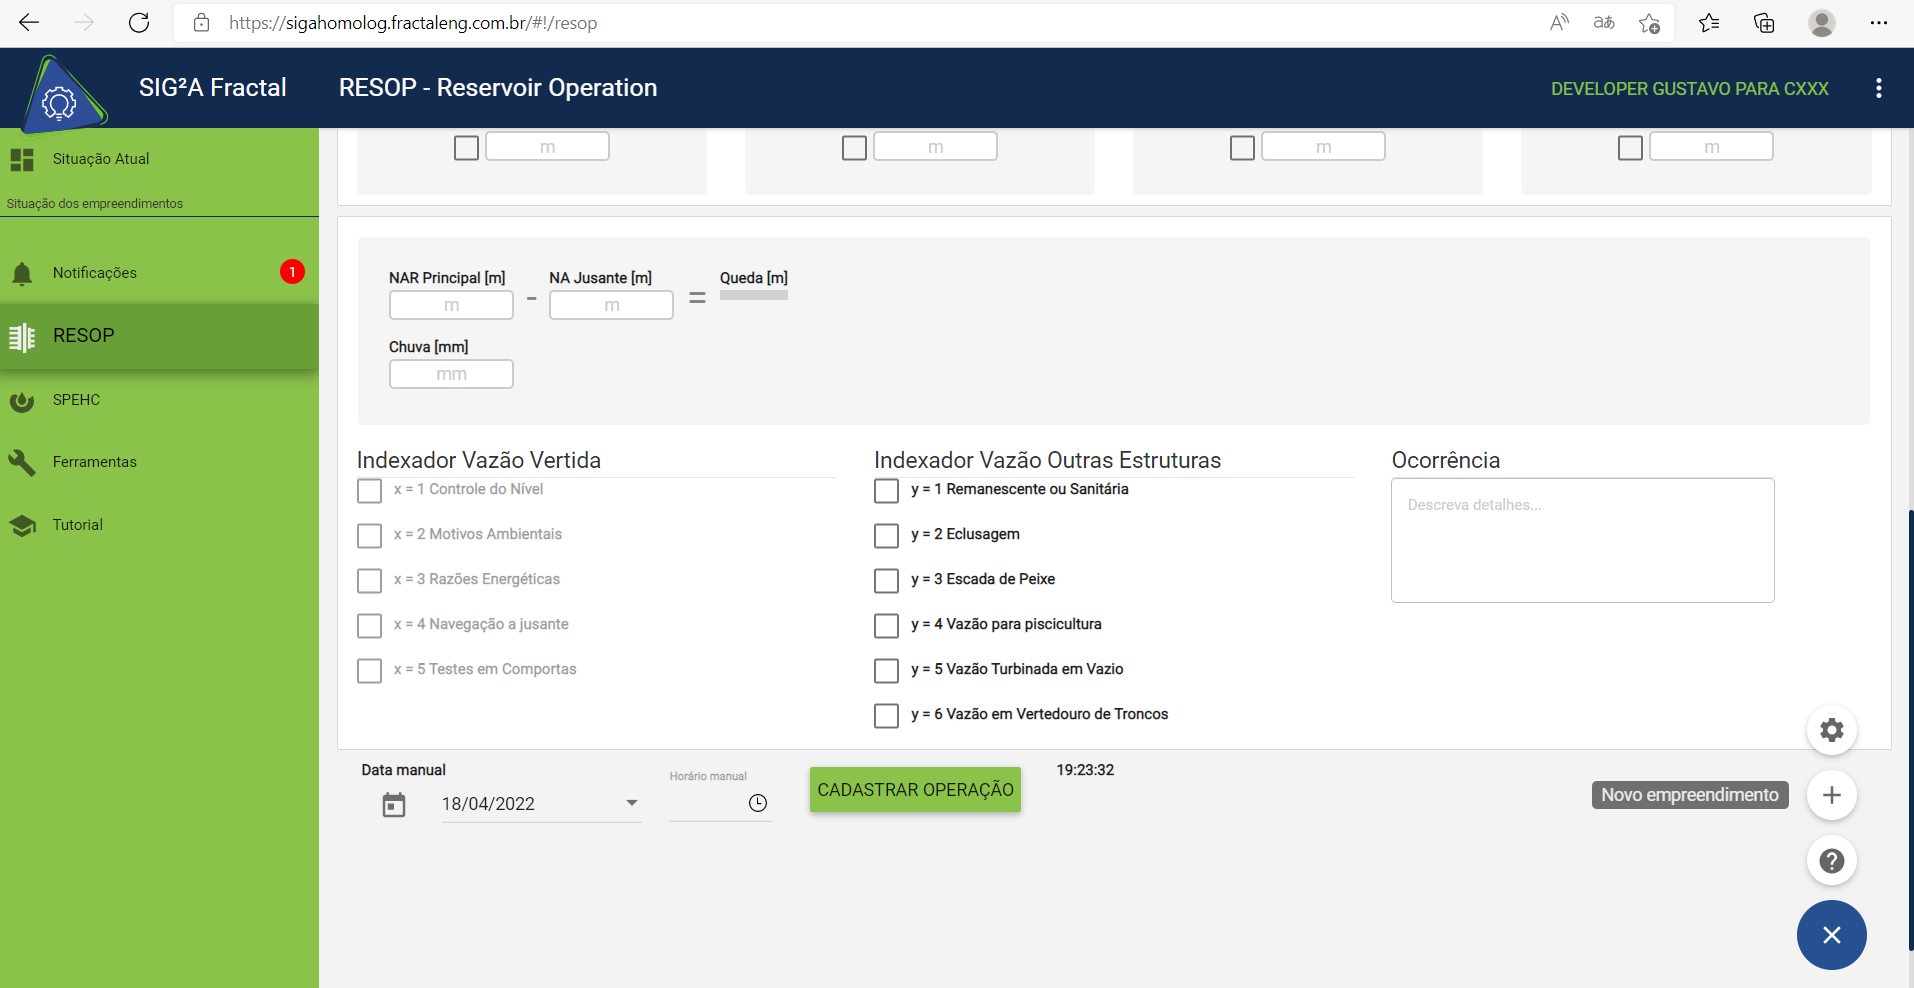 https://sigahomolog.fractaleng.com.br/#!/resop
SIG²A Fractal
RESOP - Reservoir Operation
DEVELOPER GUSTAVO PARA CXXX
Situação Atual
Situação dos empreendimentos
Notificações
1
RESOP
SPEHC
Ferramentas
Tutorial
m
m
m
m
NAR Principal [m]
m
-
NA Jusante [m]
m
=
Queda [m]
Chuva [mm]
mm
Indexador Vazão Vertida
x = 1 Controle do Nível
x = 2 Motivos Ambientais
x = 3 Razões Energéticas
x = 4 Navegação a jusante
x = 5 Testes em Comportas
Indexador Vazão Outras Estruturas
y = 1 Remanescente ou Sanitária
y = 2 Eclusagem
y = 3 Escada de Peixe
y = 4 Vazão para piscicultura
y = 5 Vazão Turbinada em Vazio
y = 6 Vazão em Vertedouro de Troncos
Ocorrência
Descreva detalhes...
Data manual
18/04/2022
Horário manual
CADASTRAR OPERAÇÃO
19:23:32
Novo empreendimento